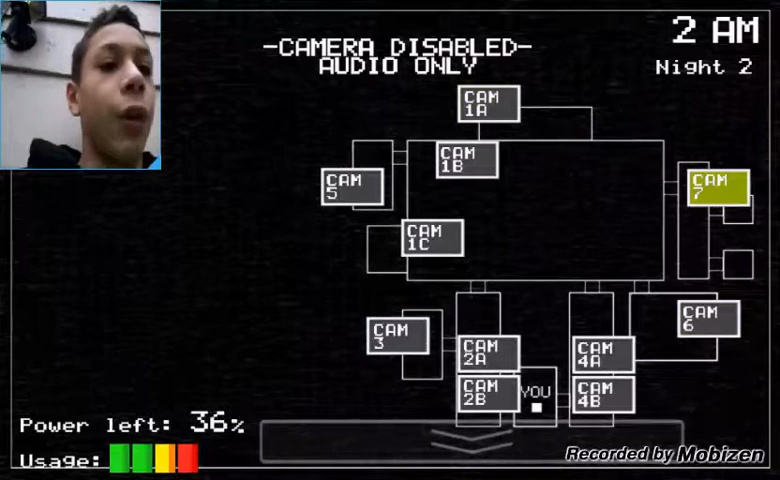 2 AM
Night 2
-CAMERA DISABLED-
AUDIO ONLY
CAM
1A
CAM
1B
CAM
5
CAM
7
CAM
1C
CAM
3
CAM
6
CAM
2A
CAM
4A
CAM
2B
YOU
CAM
4B
Power left: 36%
Usage:
Recorded by Mobizen